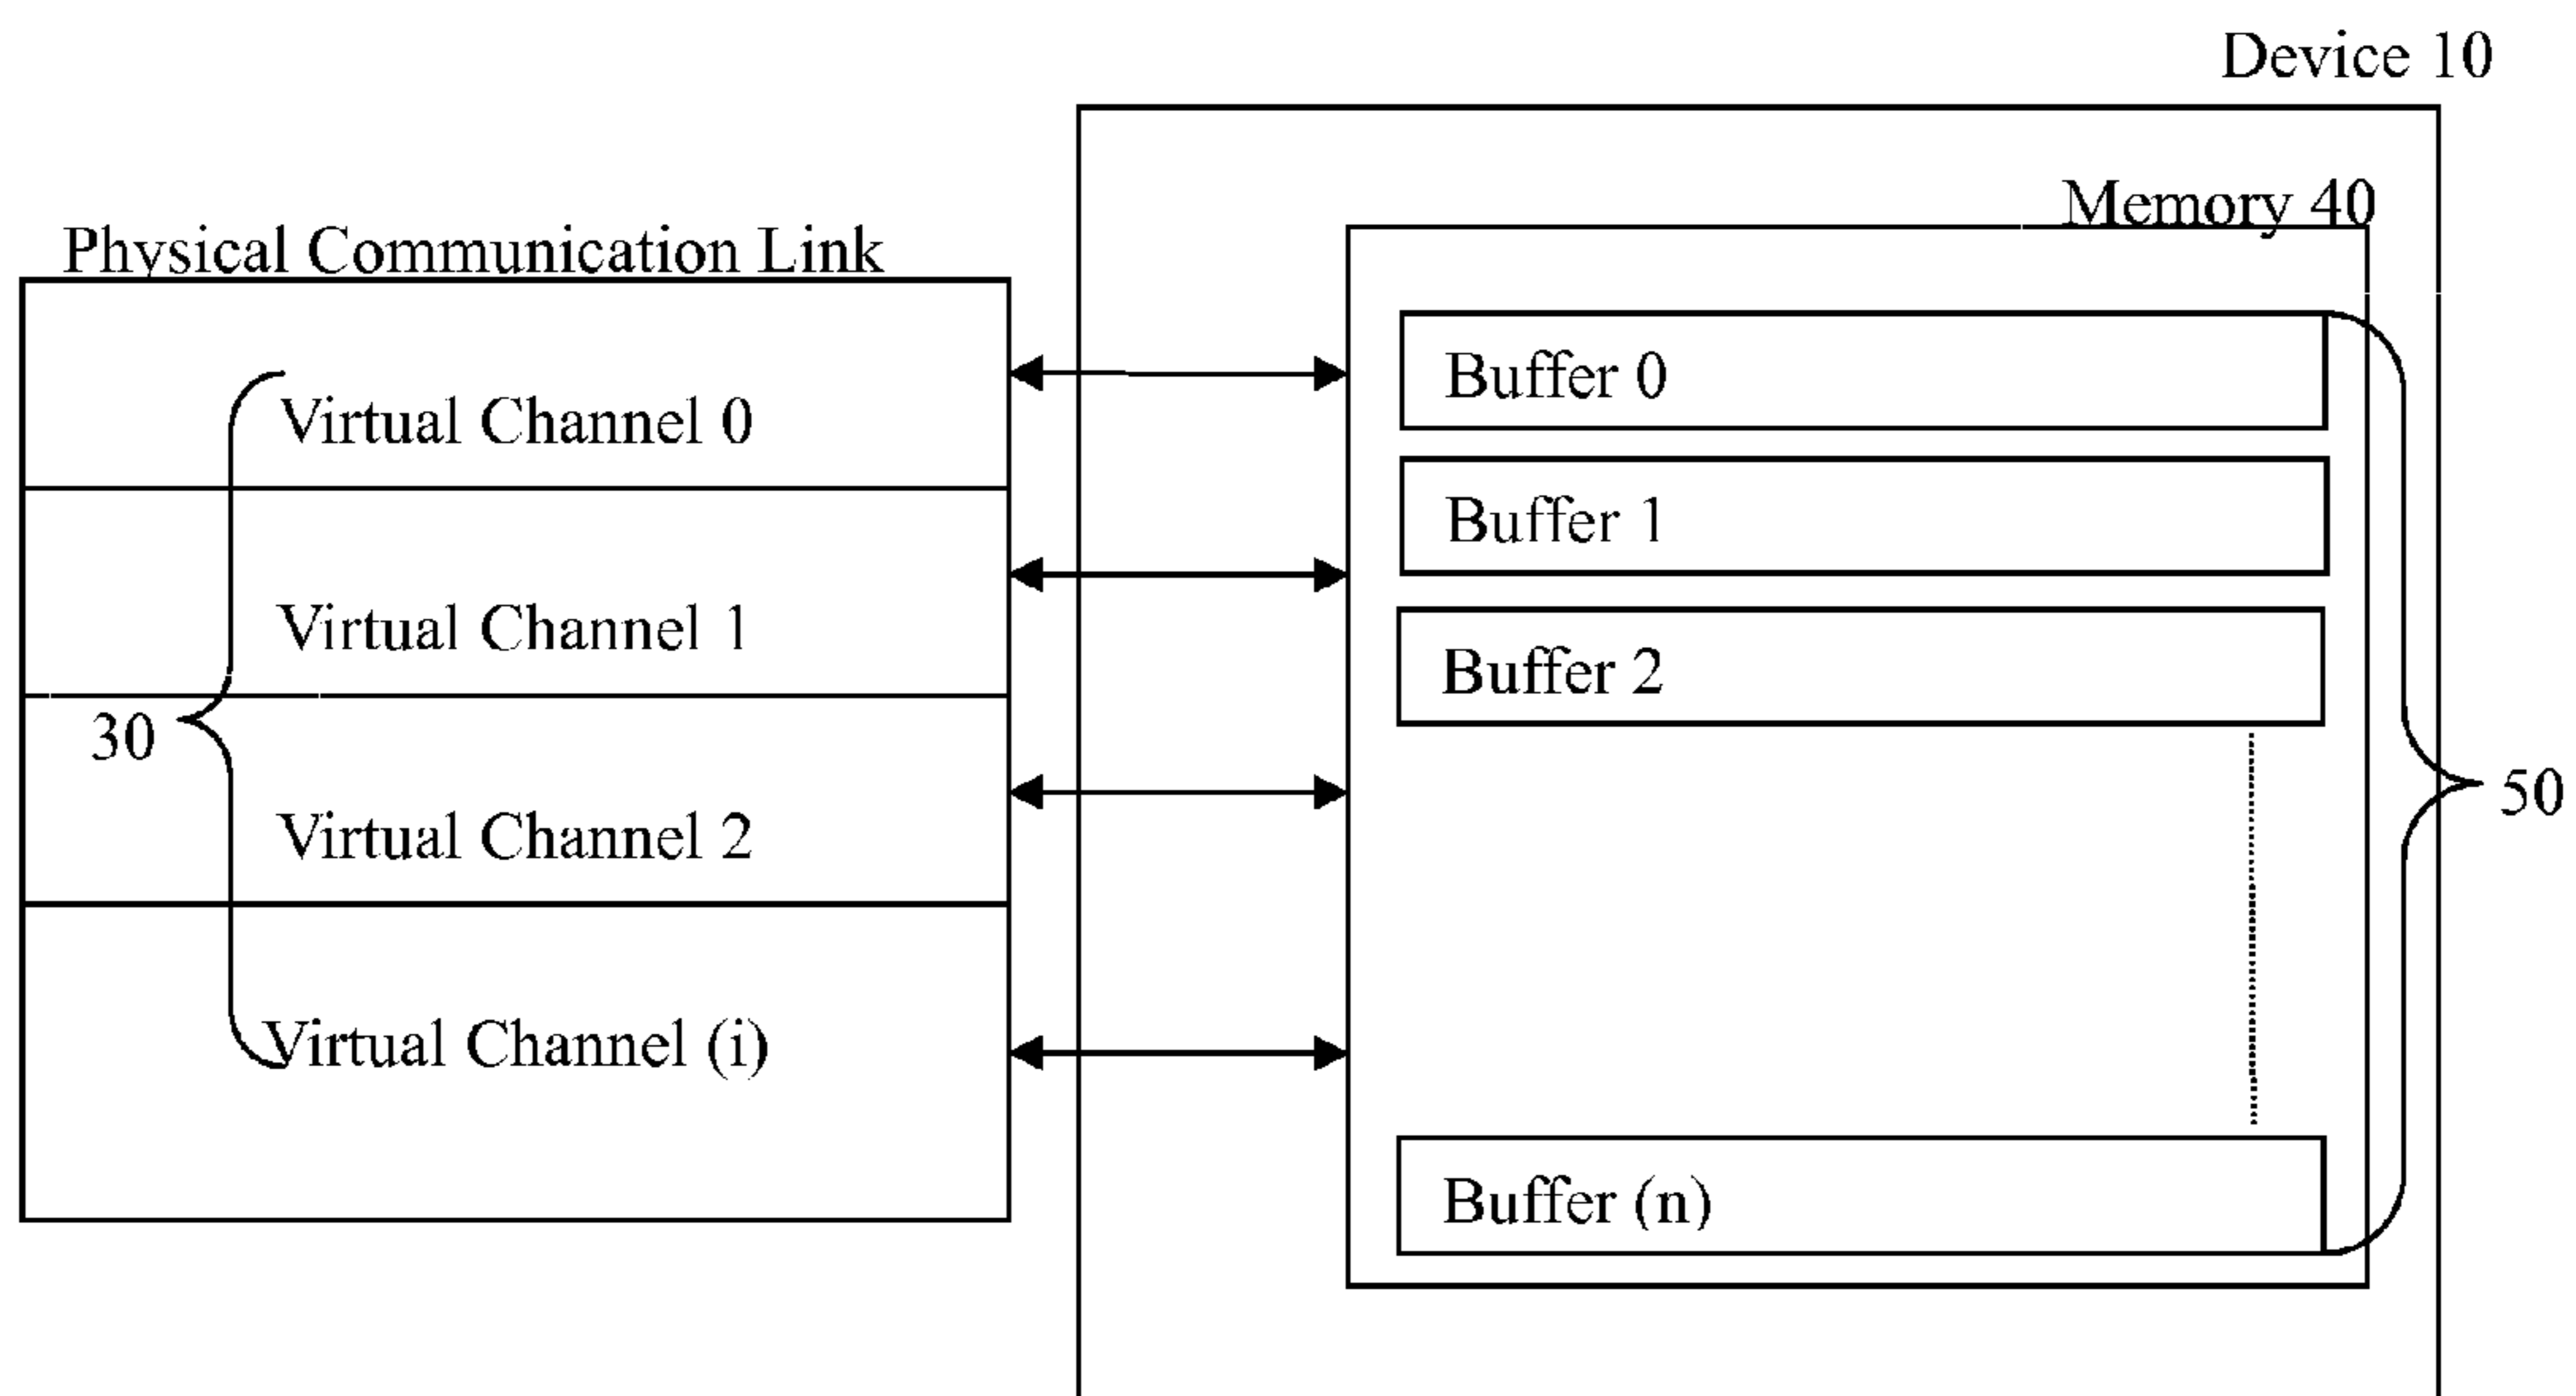 Device 10
Memory 40
Physical Communication Link
Virtual Channel 0
Virtual Channel 1
30
Virtual Channel 2
Virtual Channel (i)
Buffer 0
Buffer 1
Buffer 2
50
Buffer (n)